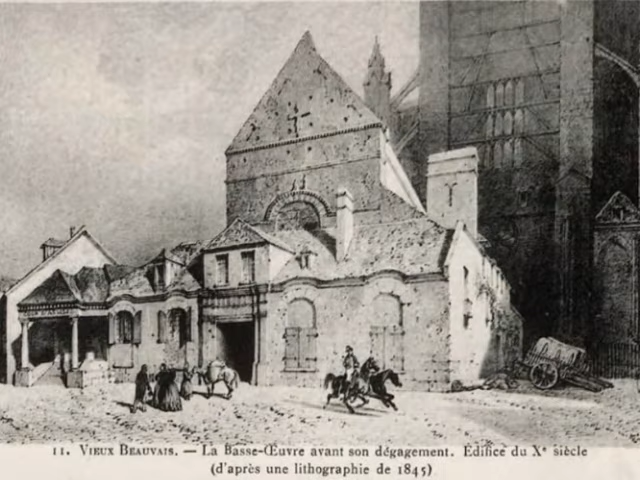 11. Vieux Beauvais. — La Basse-Œuvre avant son dégagement. Édifice du Xᵉ siècle
(d'après une lithographie de 1845)